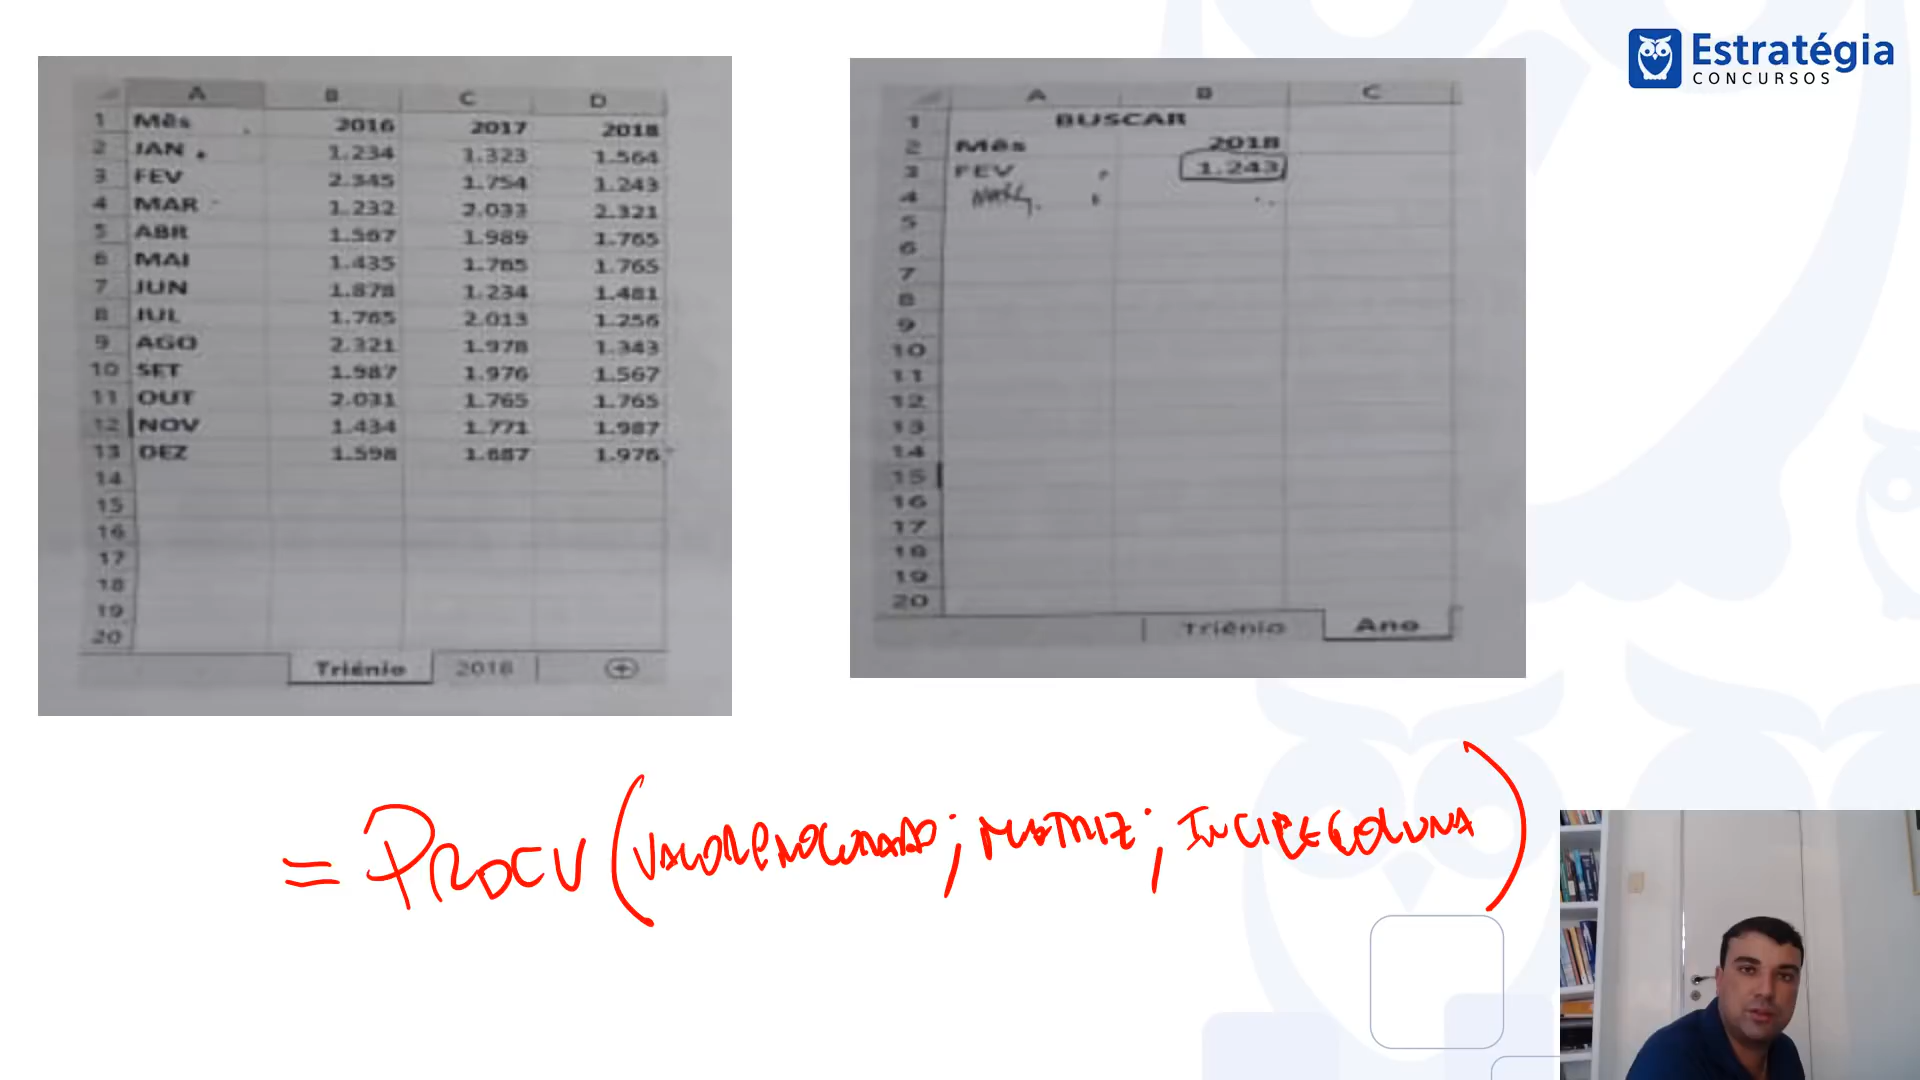 Estratégia
CONCURSOS
A B C D
1 Mês 2016 2017 2018
2 JAN 1.234 1.323 1.564
3 FEV 2.345 1.754 1.243
4 MAR 1.232 2.033 2.321
5 ABR 1.567 1.989 1.765
6 MAI 1.435 1.765 1.765
7 JUN 1.878 1.234 1.481
8 JUL 1.765 2.013 1.256
9 AGO 2.321 1.978 1.343
10 SET 1.987 1.976 1.567
11 OUT 2.031 1.765 1.765
12 NOV 1.434 1.771 1.987
13 DEZ 1.598 1.687 1.976
14
15
16
17
18
19
20
Triénio 2018
A B C
1 BUSCAR
2 Mês 2018
3 FEV 1.243
4
5
6
7
8
9
10
11
12
13
14
15
16
17
18
19
20
Triênio Ano
= PROCV (VALORPROCURADO; MATRIZ; INDICECOLUNA)